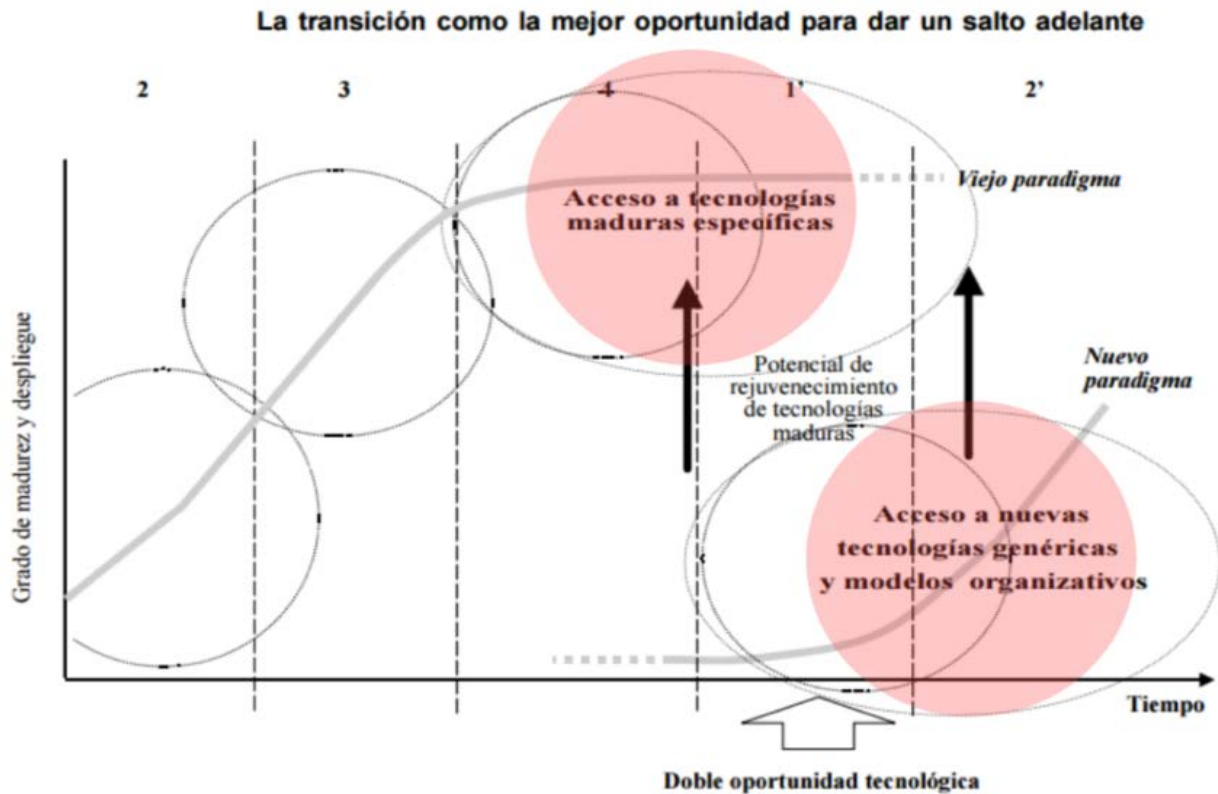 La transición como la mejor oportunidad para dar un salto adelante
2 3 4 1’ 2’
Viejo paradigma
Acceso a tecnologías
maduras específicas
Grado de madurez y despliegue
Potencial de
rejuvenecimiento
de tecnologías
maduras
Nuevo
paradigma
Acceso a nuevas
tecnologías genéricas
y modelos organizativos
Tiempo
Doble oportunidad tecnológica